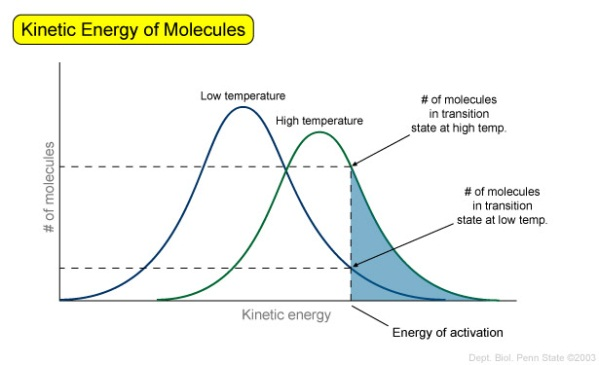 Kinetic Energy of Molecules
Low temperature
High temperature
# of molecules
in transition
state at high temp.
# of molecules
in transition
state at low temp.
# of molecules
Kinetic energy
Energy of activation
Dept. Biol. Penn State ©2003